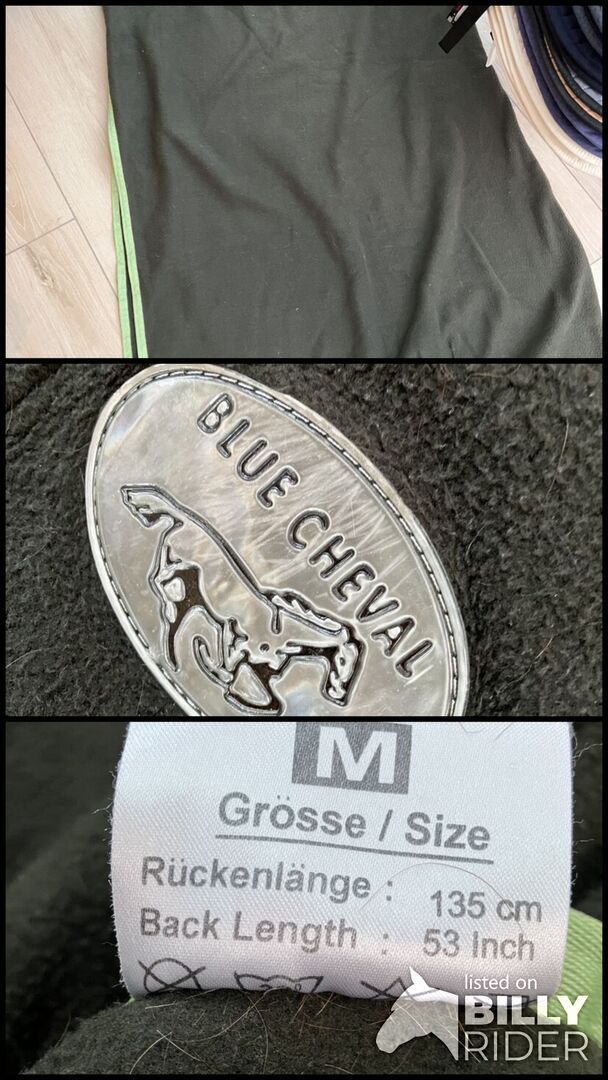 BLUE CHEVAL
M
Grösse / Size
Rückenlänge : 135 cm
Back Length : 53 Inch
listed on
BILLY
RIDER